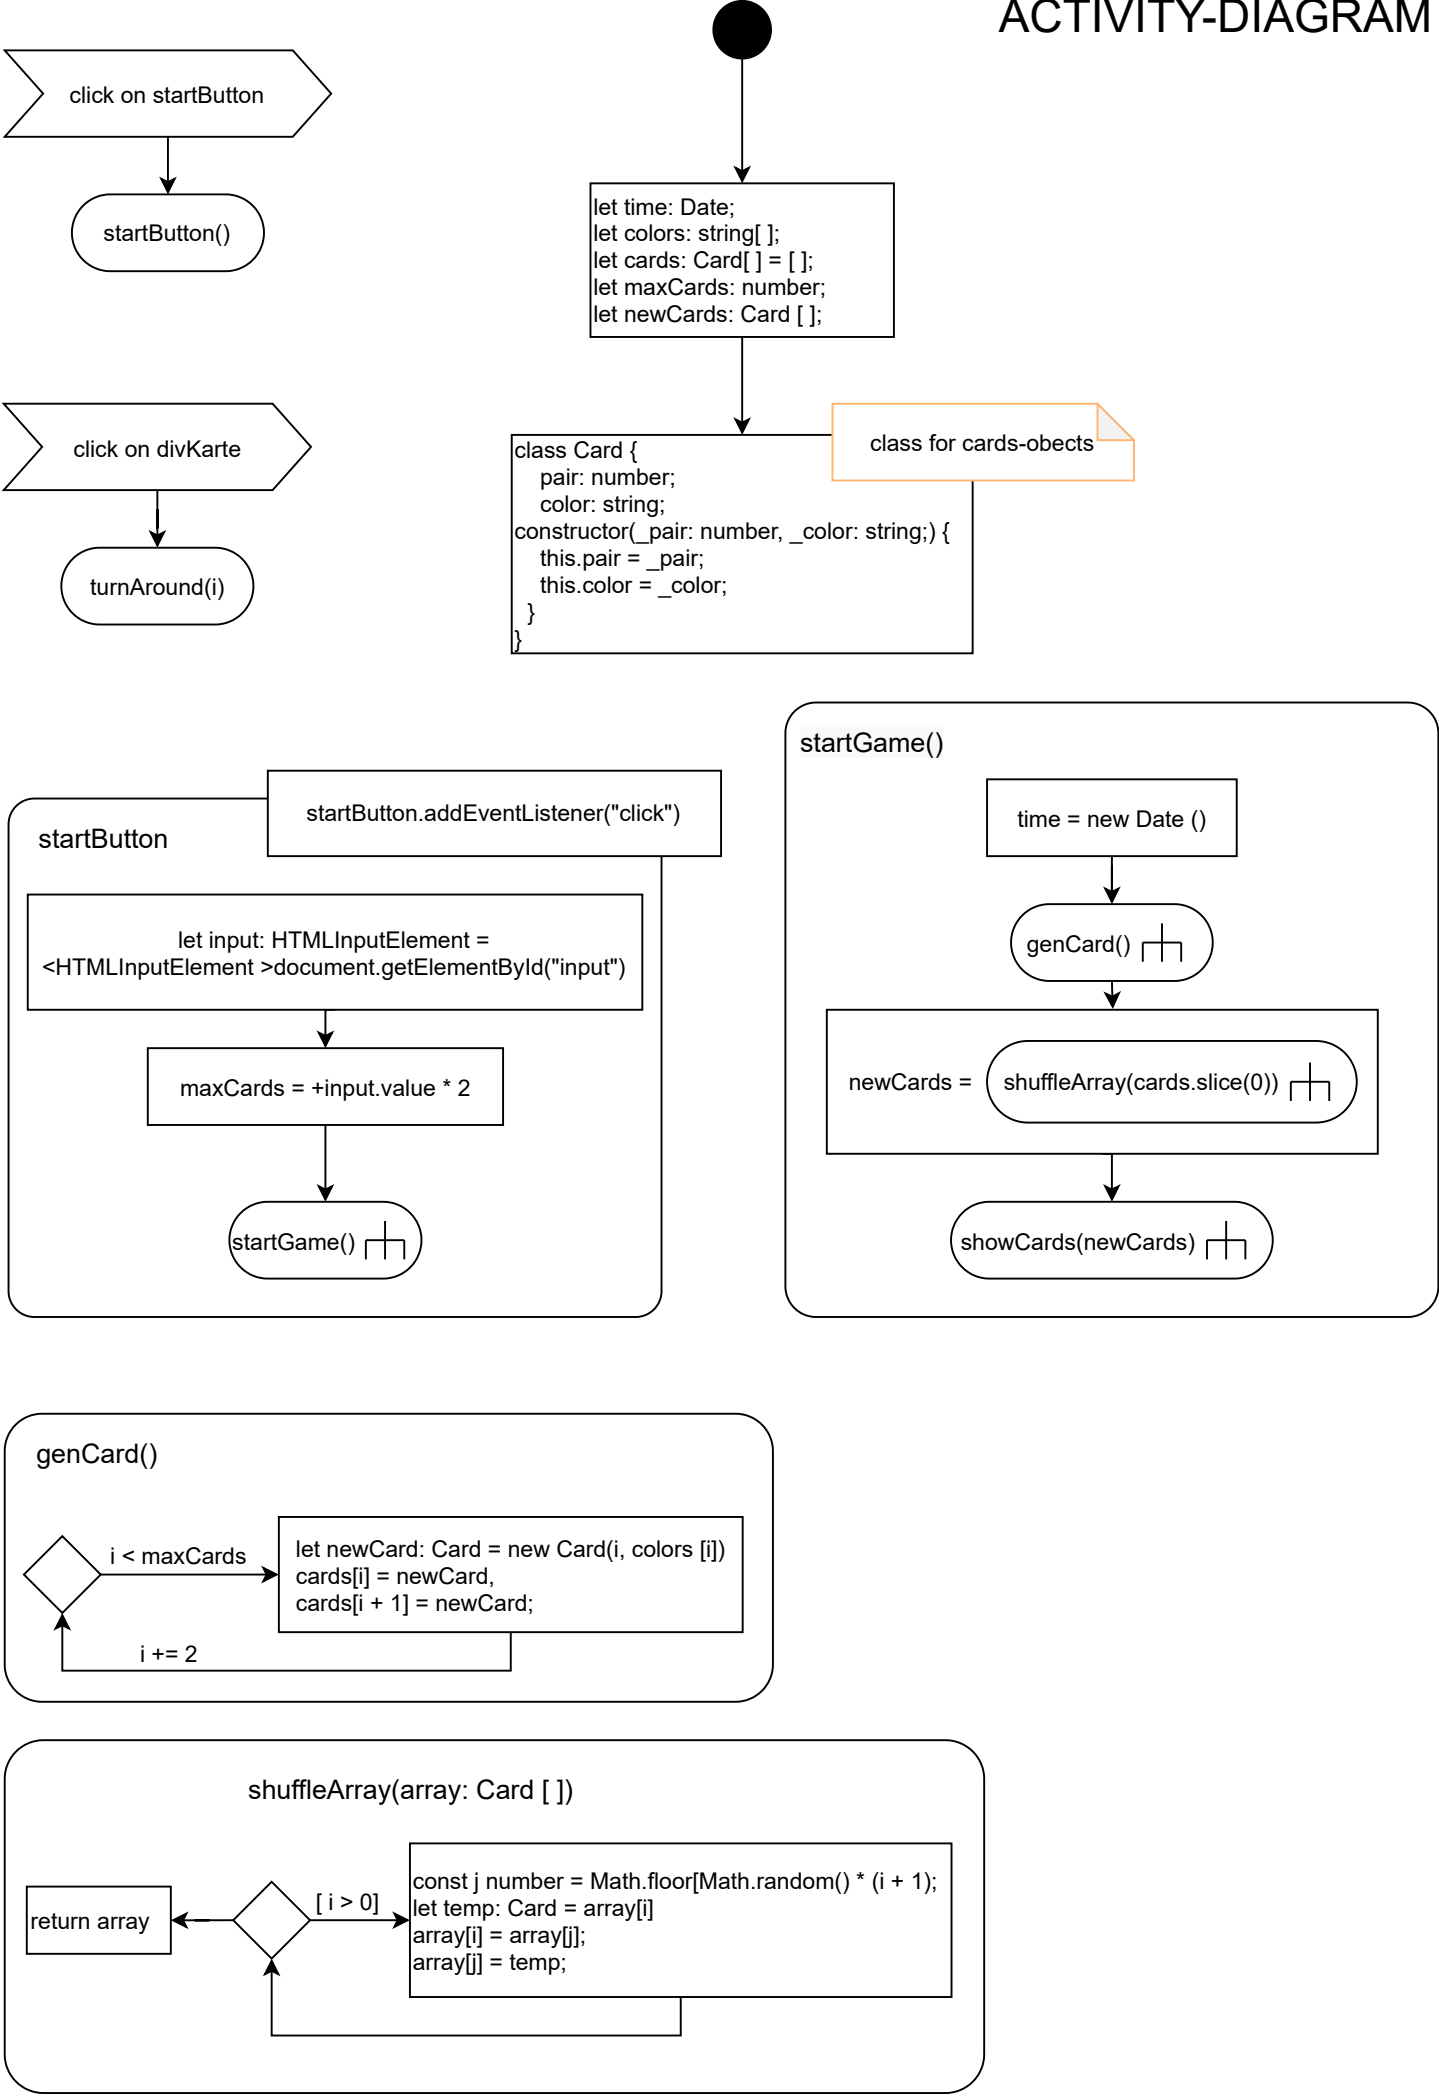 ACTIVITY-DIAGRAM
click on startButton
startButton()
let time: Date;
let colors: string[ ];
let cards: Card[ ] = [ ];
let maxCards: number;
let newCards: Card [ ];
click on divKarte
turnAround(i)
class for cards-obects
class Card {
pair: number;
color: string;
constructor(_pair: number, _color: string;) {
this.pair = _pair;
this.color = _color;
}
}
startButton
startButton.addEventListener("click")
let input: HTMLInputElement =
<HTMLInputElement >document.getElementById("input")
maxCards = +input.value * 2
startGame()
startGame()
time = new Date ()
genCard()
newCards =
shuffleArray(cards.slice(0))
showCards(newCards)
genCard()
i < maxCards
let newCard: Card = new Card(i, colors [i])
cards[i] = newCard,
cards[i + 1] = newCard;
i += 2
shuffleArray(array: Card [ ])
return array
[ i > 0]
const j number = Math.floor[Math.random() * (i + 1);
let temp: Card = array[i]
array[i] = array[j];
array[j] = temp;